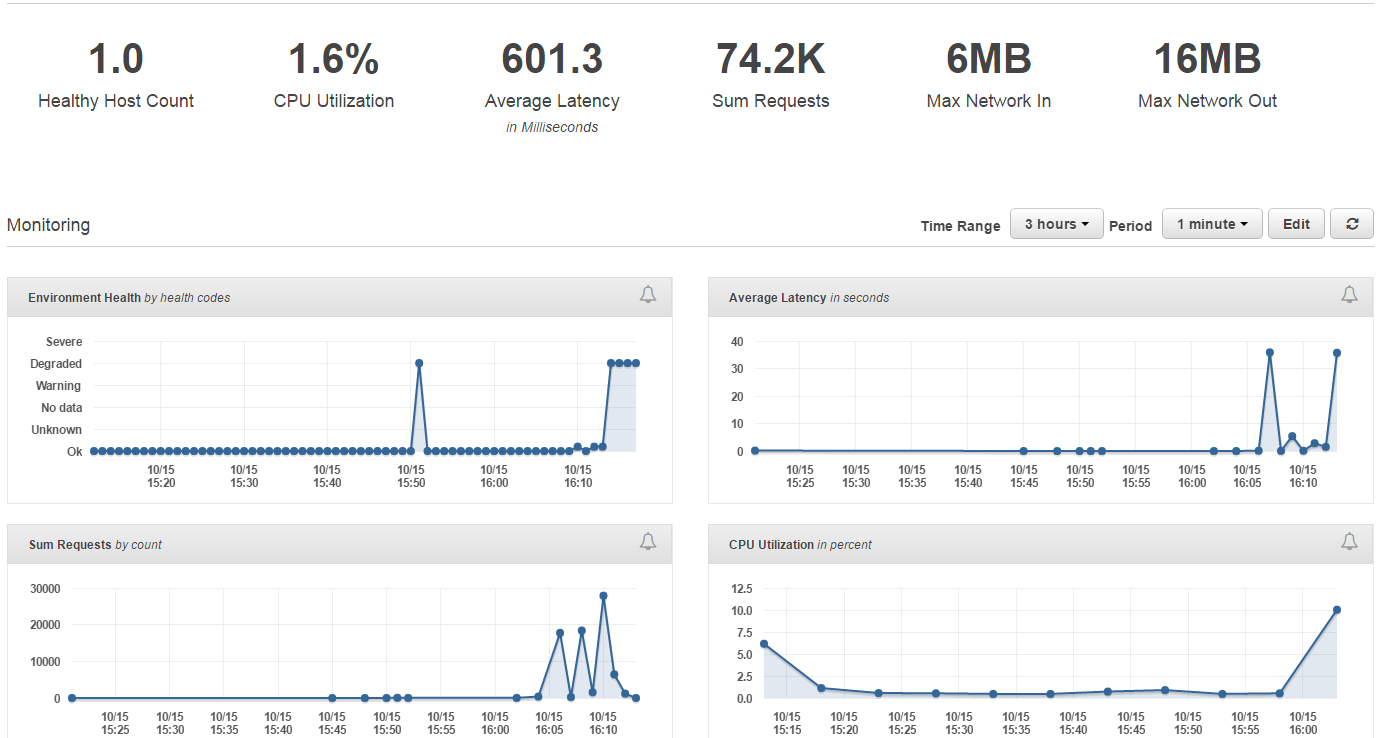 1.0 1.6% 601.3 74.2K 6MB 16MB
Healthy Host Count CPU Utilization Average Latency Sum Requests Max Network In Max Network Out
in Milliseconds
Monitoring Time Range 3 hours Period 1 minute Edit
Environment Health by health codes
Severe
Degraded
Warning
No data
Unknown
Ok
10/15 10/15 10/15 10/15 10/15 10/15
15:20 15:30 15:40 15:50 16:00 16:10
Average Latency in seconds
40
30
20
10
0
10/15 10/15 10/15 10/15 10/15 10/15 10/15 10/15 10/15 10/15
15:25 15:30 15:35 15:40 15:45 15:50 15:55 16:00 16:05 16:10
Sum Requests by count
30000
20000
10000
0
10/15 10/15 10/15 10/15 10/15 10/15 10/15 10/15 10/15 10/15
15:25 15:30 15:35 15:40 15:45 15:50 15:55 16:00 16:05 16:10
CPU Utilization in percent
12.5
10.0
7.5
5.0
2.5
0.0
10/15 10/15 10/15 10/15 10/15 10/15 10/15 10/15 10/15 10/15
15:15 15:20 15:25 15:30 15:35 15:40 15:45 15:50 15:55 16:00